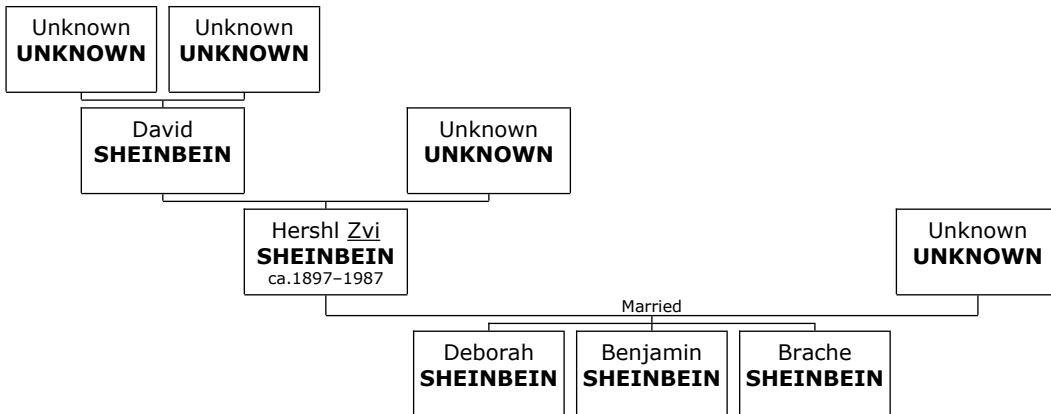 Unknown
UNKNOWN
Unknown
UNKNOWN
David
SHEINBEIN
Unknown
UNKNOWN
Hershl Zvi
SHEINBEIN
ca.1897–1987
Unknown
UNKNOWN
Married
Deborah
SHEINBEIN
Benjamin
SHEINBEIN
Brache
SHEINBEIN